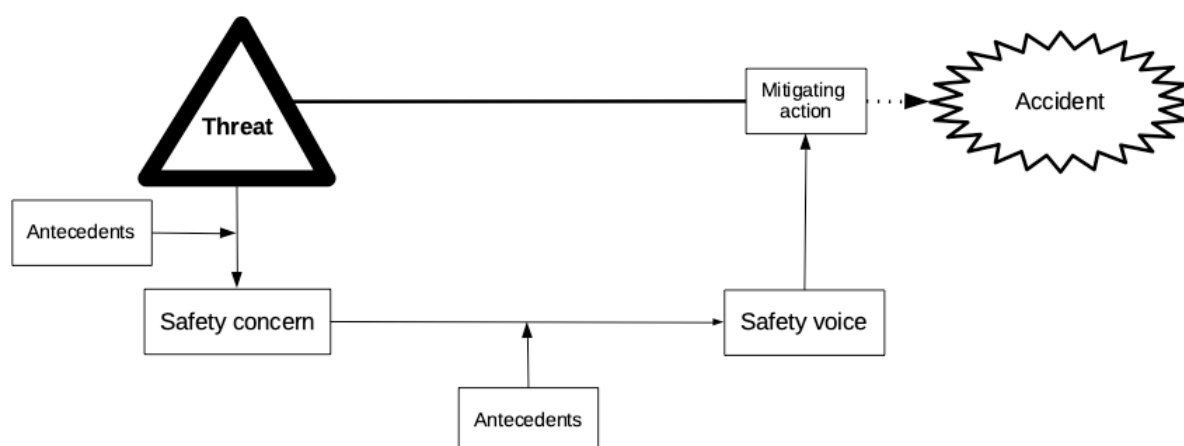 Threat
Mitigating
action
Accident
Antecedents
Safety concern
Safety voice
Antecedents